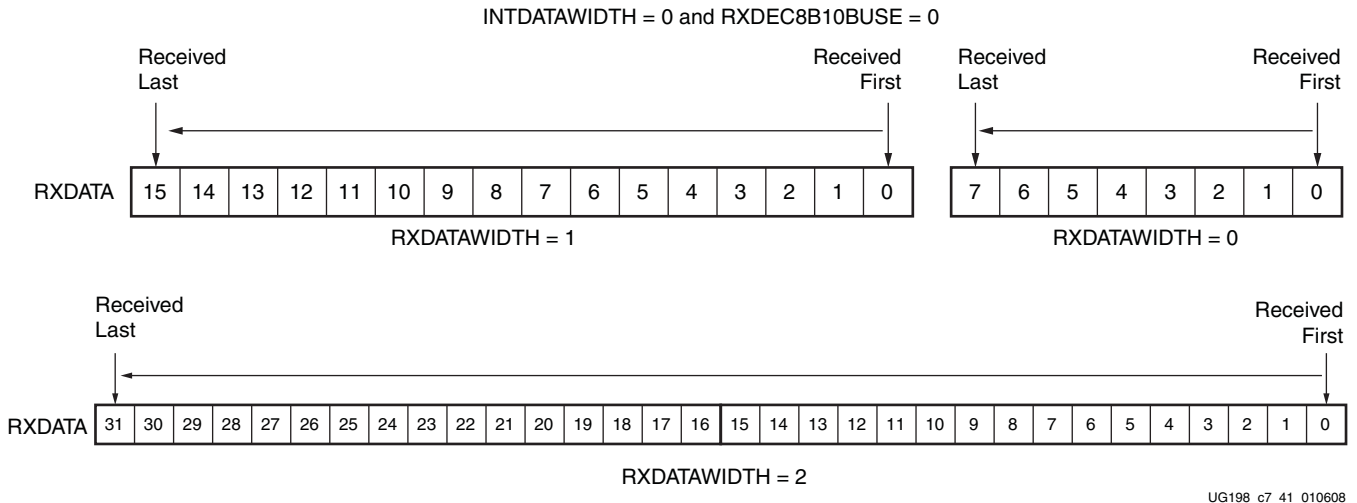 INTDATAWIDTH = 0 and RXDEC8B10BUSE = 0
Received Last
Received First
Received Last
Received First
RXDATA 15 14 13 12 11 10 9 8 7 6 5 4 3 2 1 0
7 6 5 4 3 2 1 0
RXDATAWIDTH = 1
RXDATAWIDTH = 0
Received Last
Received First
RXDATA 31 30 29 28 27 26 25 24 23 22 21 20 19 18 17 16 15 14 13 12 11 10 9 8 7 6 5 4 3 2 1 0
RXDATAWIDTH = 2
UG198_c7_41_010608